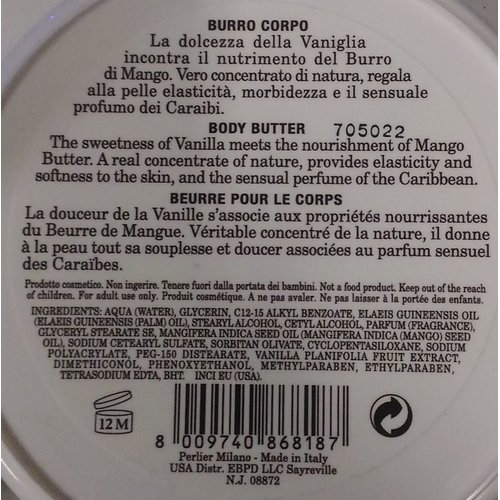 BURRO CORPO
La dolcezza della Vaniglia
incontra il nutrimento del Burro
di Mango. Vero concentrato di natura, regala
alla pelle elasticità, morbidezza e il sensuale
profumo dei Caraibi.
BODY BUTTER 705022
The sweetness of Vanilla meets the nourishment of Mango
Butter. A real concentrate of nature, provides elasticity and
softness to the skin, and the sensual perfume of the Caribbean.
BEURRE POUR LE CORPS
La douceur de la Vanille s'associe aux propriétés nourrissantes
du Beurre de Mangue. Véritable concentré de la nature, il donne
à la peau tout sa souplesse et doucer associées au parfum sensuel
des Caraïbes.
Prodotto cosmetico. Non ingerire. Tenere fuori dalla portata dei bambini. Not a food product. Keep out of the reach
of children. For adult use only. Produit cosmétique. A ne pas avaler. Ne pas laisser à la portée des enfants.
INGREDIENTS: AQUA (WATER), GLYCERIN, C12-15 ALKYL BENZOATE, ELAEIS GUINEENSIS OIL
(ELAEIS GUINEENSIS (PALM) OIL), STEARYL ALCOHOL, CETYL ALCOHOL, PARFUM (FRAGRANCE),
GLYCERYL STEARATE SE, MANGIFERA INDICA SEED OIL (MANGIFERA INDICA (MANGO) SEED
OIL), SODIUM CETEARYL SULFATE, SORBITAN OLIVATE, CYCLOPENTASILOXANE, SODIUM
POLYACRYLATE, PEG-150 DISTEARATE, VANILLA PLANIFOLIA FRUIT EXTRACT,
DIMETHICONOL, PHENOXYETHANOL, METHYLPARABEN, ETHYLPARABEN,
TETRASODIUM EDTA, BHT. INCI EU (USA).
12 M
8 009740 868187
Perlier Milano - Made in Italy
USA Distr. EBPD LLC Sayreville
N.J. 08872